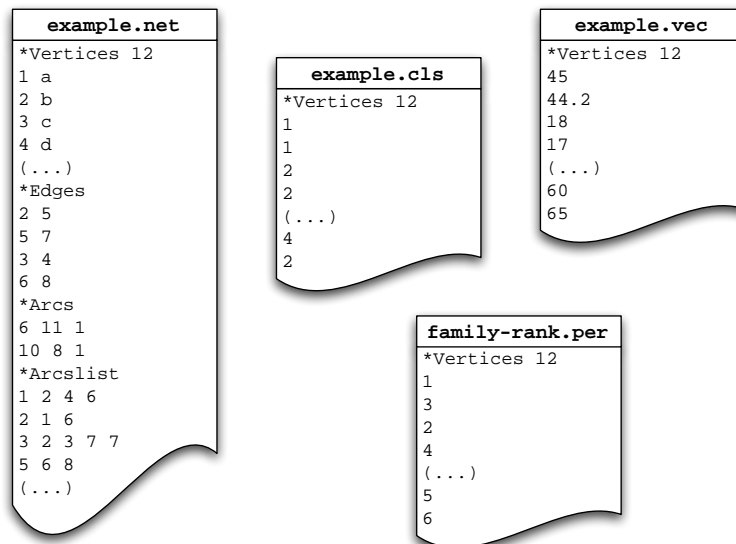 example.net
*Vertices 12
1 a
2 b
3 c
4 d
(...)
*Edges
2 5
5 7
3 4
6 8
*Arcs
6 11 1
10 8 1
*Arcslist
1 2 4 6
2 1 6
3 2 3 7 7
5 6 8
(...)
example.cls
*Vertices 12
1
1
2
2
(...)
4
2
example.vec
*Vertices 12
45
44.2
18
17
(...)
60
65
family-rank.per
*Vertices 12
1
3
2
4
(...)
5
6